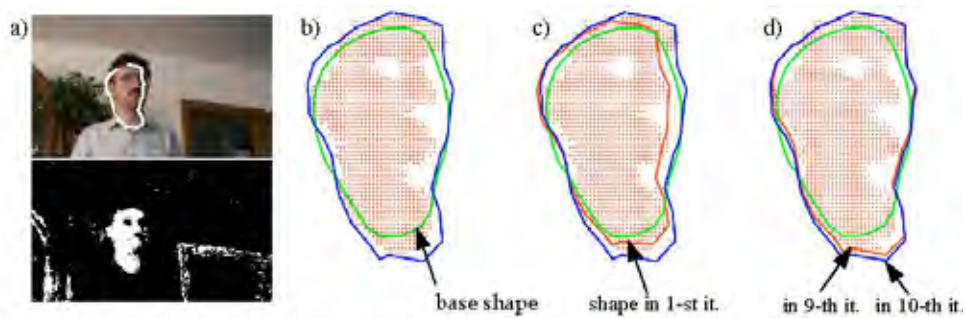 a)
b)
c)
d)
base shape
shape in 1-st it.
in 9-th it.
in 10-th it.